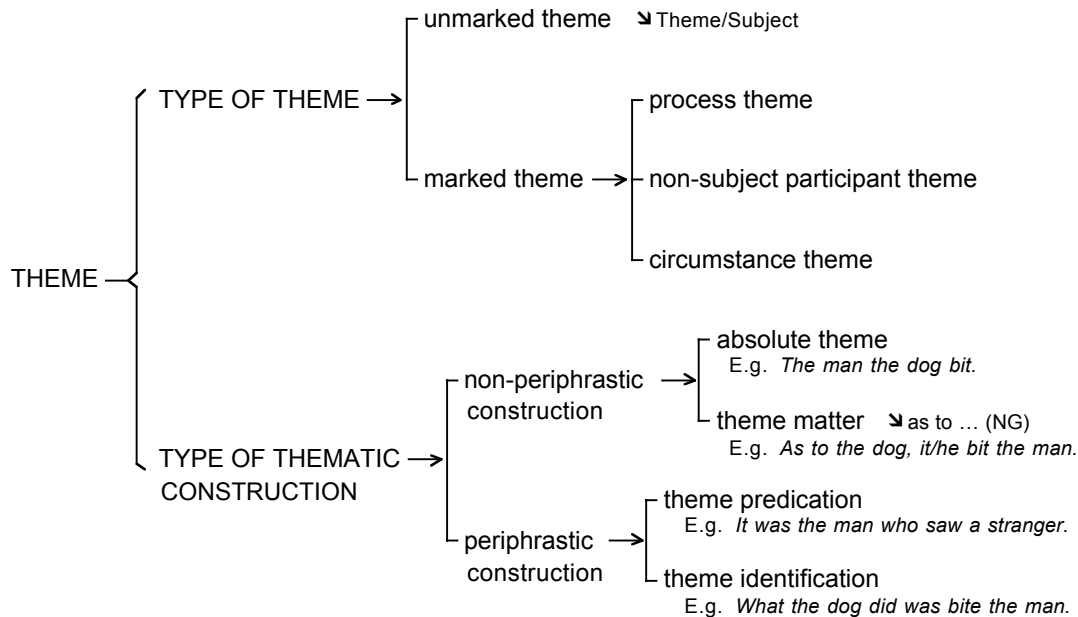 unmarked theme ➘ Theme/Subject
TYPE OF THEME
process theme
marked theme
non-subject participant theme
circumstance theme
THEME
absolute theme
E.g. The man the dog bit.
non-periphrastic
construction
theme matter ➘ as to … (NG)
E.g. As to the dog, it/he bit the man.
TYPE OF THEMATIC
CONSTRUCTION
theme predication
E.g. It was the man who saw a stranger.
periphrastic
construction
theme identification
E.g. What the dog did was bite the man.